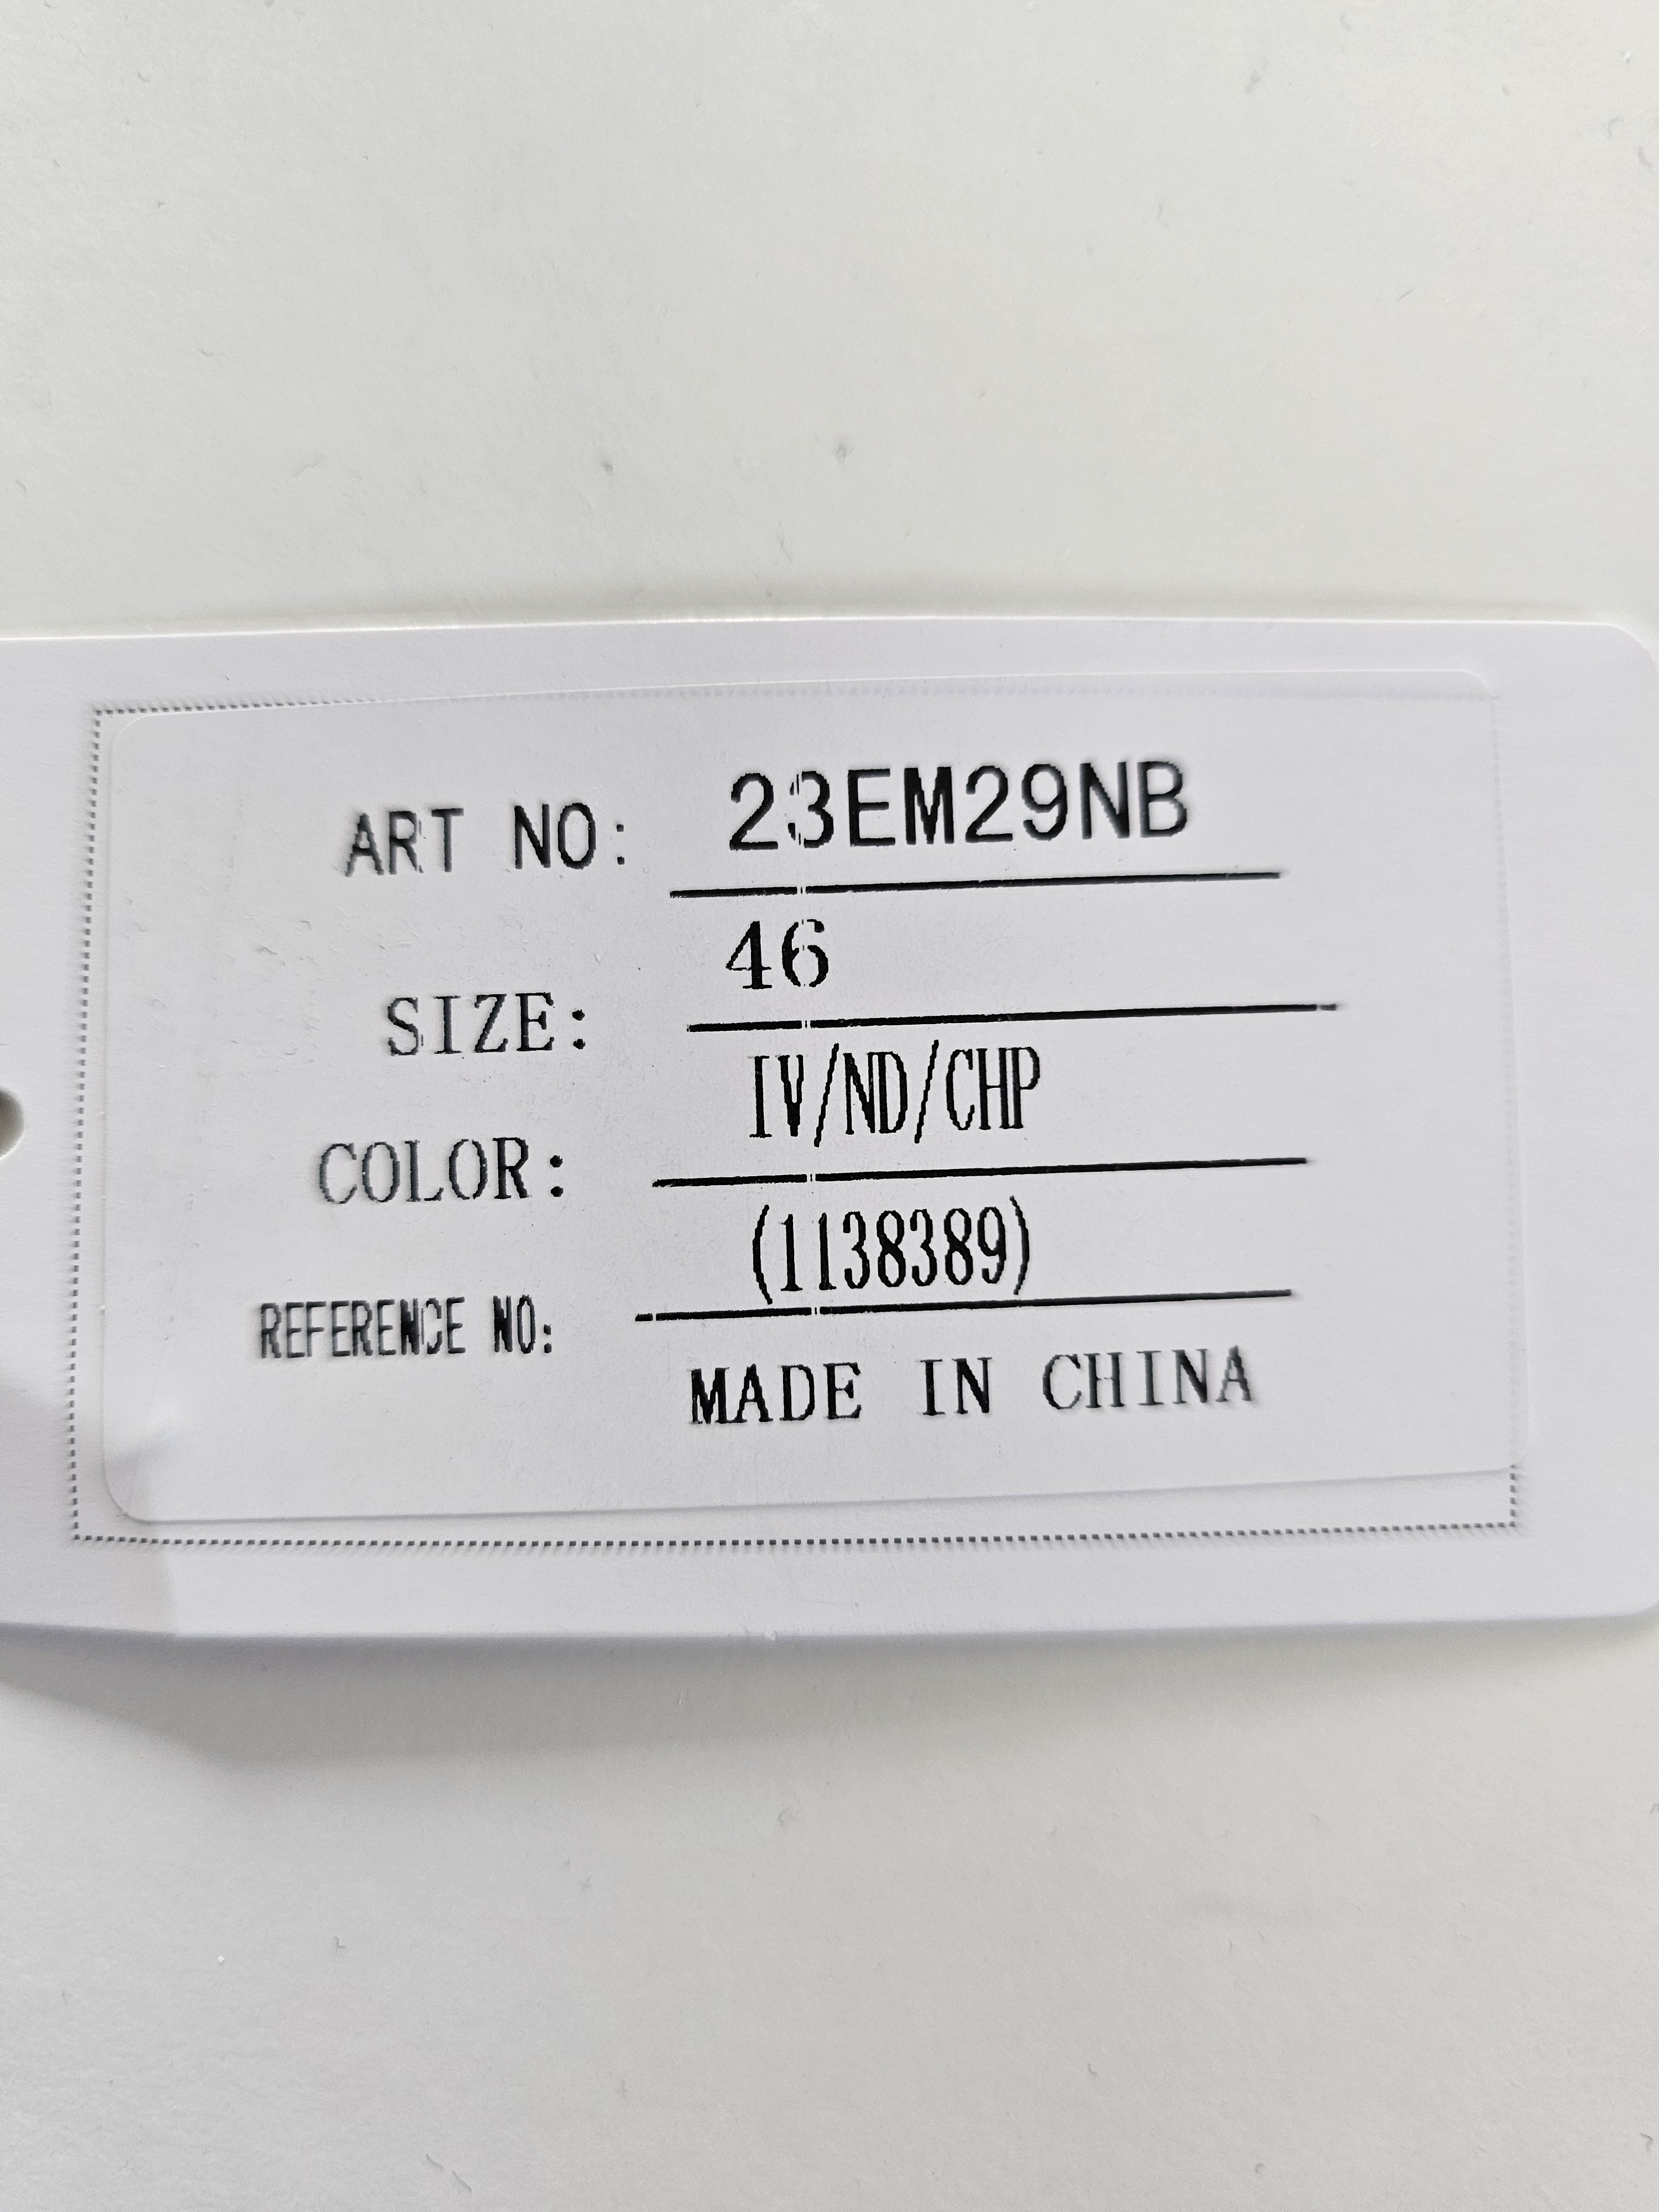 ART NO: 23EM29NB
SIZE: 46
COLOR: IV/ND/CHP
REFERENCE NO: (1138389)
MADE IN CHINA